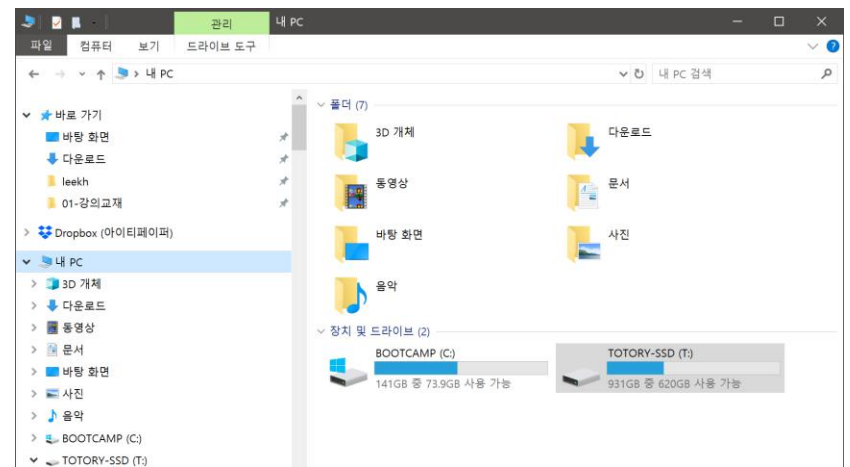 관리
내 PC
파일
컴퓨터
보기
드라이브 도구
내 PC
내 PC 검색
바로 가기
바탕 화면
다운로드
leekh
01-강의교재
Dropbox (아이티페이퍼)
내 PC
3D 개체
다운로드
동영상
문서
바탕 화면
사진
음악
BOOTCAMP (C:)
TOTORY-SSD (T:)
폴더 (7)
3D 개체
다운로드
동영상
문서
바탕 화면
사진
음악
장치 및 드라이브 (2)
BOOTCAMP (C:)
141GB 중 73.9GB 사용 가능
TOTORY-SSD (T:)
931GB 중 620GB 사용 가능